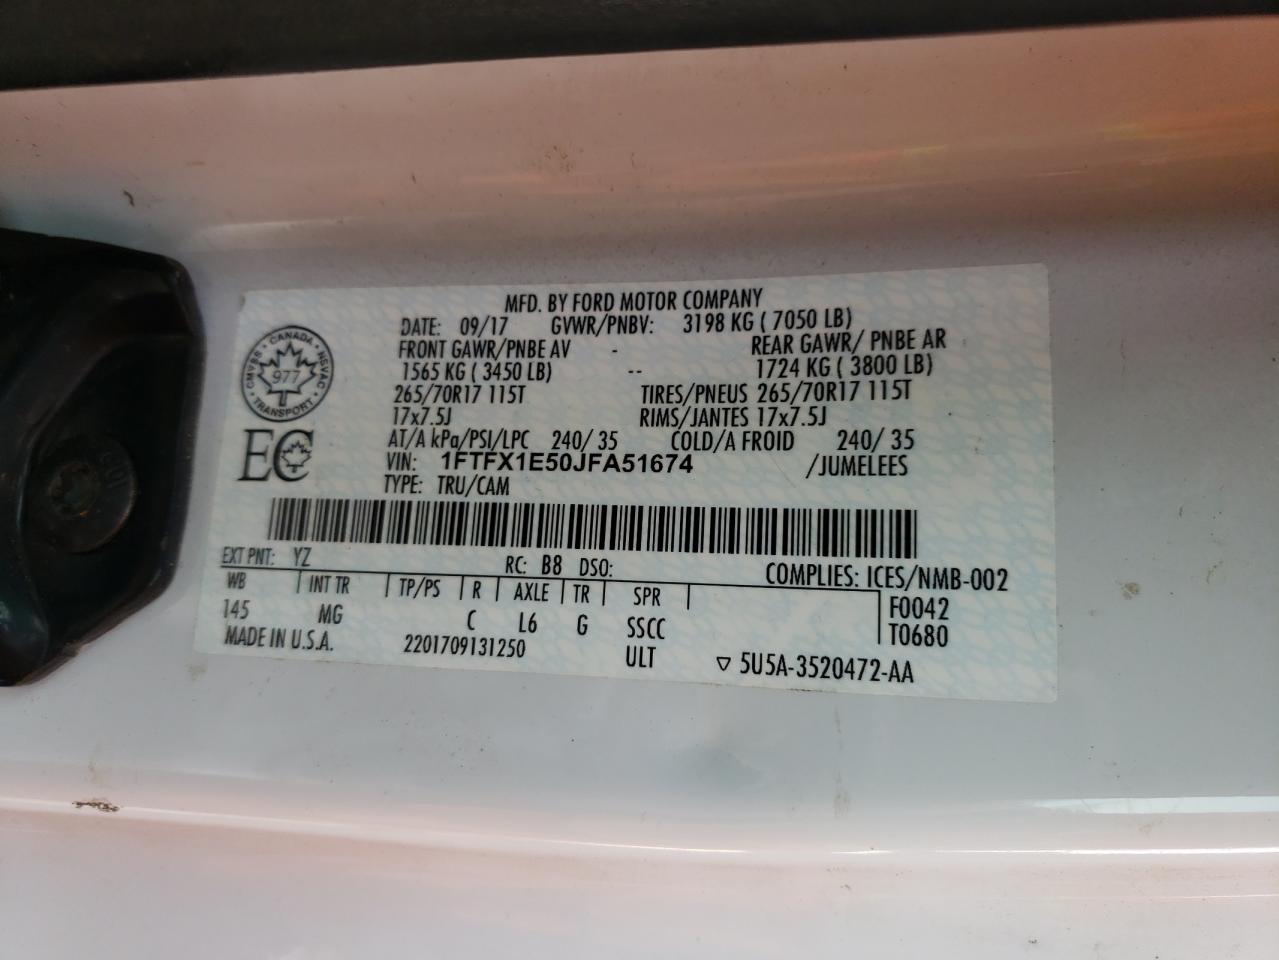 MFD. BY FORD MOTOR COMPANY
DATE: 09/17 GVWR/PNBV: 3198 KG ( 7050 LB)
FRONT GAWR/PNBE AV - REAR GAWR/ PNBE AR
1565 KG ( 3450 LB) -- 1724 KG ( 3800 LB)
265/70R17 115T TIRES/PNEUS 265/70R17 115T
17x7.5J RIMS/JANTES 17x7.5J
AT/A kPa/PSI/LPC 240/ 35 COLD/A FROID 240/ 35
VIN: 1FTFX1E50JFA51674 /JUMELEES
TYPE: TRU/CAM
CANADA
CMVSS NSVAC
977
TRANSPORT
EC
EXT PNT: YZ RC: B8 DSO: COMPLIES: ICES/NMB-002
WB INT TR TP/PS R AXLE TR SPR F0042
145 MG C L6 G SSCC T0680
MADE IN U.S.A. 2201709131250 ULT ▽ 5U5A-3520472-AA